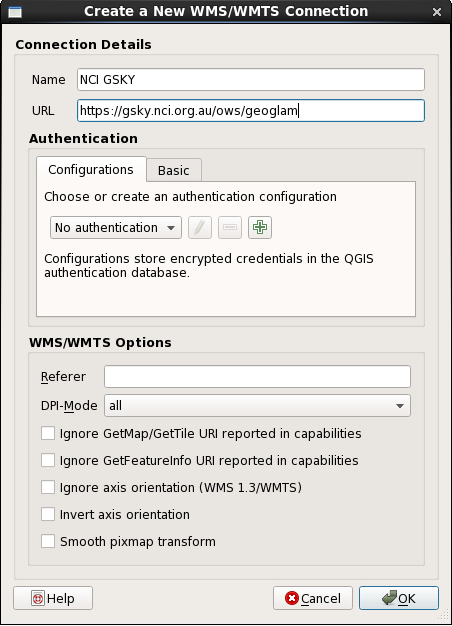 Create a New WMS/WMTS Connection
Connection Details
Name NCI GSKY
URL https://gsky.nci.org.au/ows/geoglam
Authentication
Configurations Basic
Choose or create an authentication configuration
No authentication
Configurations store encrypted credentials in the QGIS
authentication database.
WMS/WMTS Options
Referer
DPI-Mode all
Ignore GetMap/GetTile URI reported in capabilities
Ignore GetFeatureInfo URI reported in capabilities
Ignore axis orientation (WMS 1.3/WMTS)
Invert axis orientation
Smooth pixmap transform
Help Cancel OK